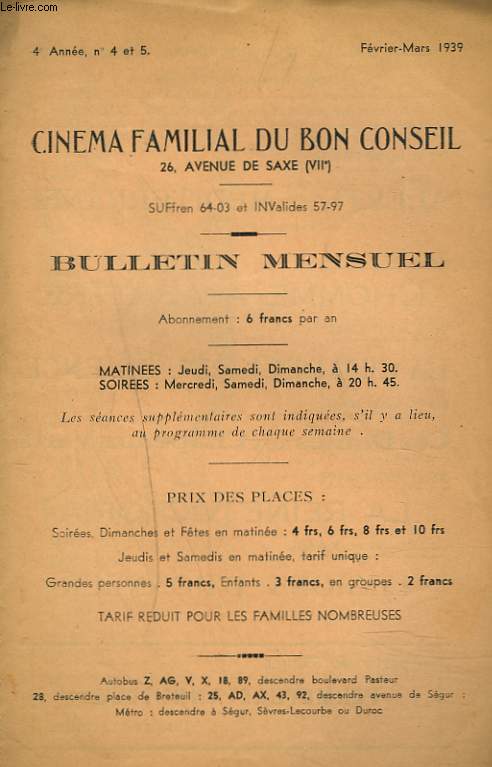 Le-livre.com
4e Année, n° 4 et 5.
Février-Mars 1939
CINEMA FAMILIAL DU BON CONSEIL
26, AVENUE DE SAXE (VIIe)
SUFfren 64-03 et INValides 57-97
BULLETIN MENSUEL
Abonnement : 6 francs par an
MATINEES : Jeudi, Samedi, Dimanche, à 14 h. 30.
SOIREES : Mercredi, Samedi, Dimanche, à 20 h. 45.
Les séances supplémentaires sont indiquées, s'il y a lieu,
au programme de chaque semaine .
PRIX DES PLACES :
Soirées, Dimanches et Fêtes en matinée : 4 frs, 6 frs, 8 frs et 10 frs
Jeudis et Samedis en matinée, tarif unique :
Grandes personnes . 5 francs, Enfants . 3 francs, en groupes . 2 francs
TARIF REDUIT POUR LES FAMILLES NOMBREUSES
Autobus Z, AG, V, X, 18, 89, descendre boulevard Pasteur
28, descendre place de Breteuil : 25, AD, AX, 43, 92, descendre avenue de Ségur :
Métro : descendre à Ségur, Sèvres-Lecourbe ou Duroc